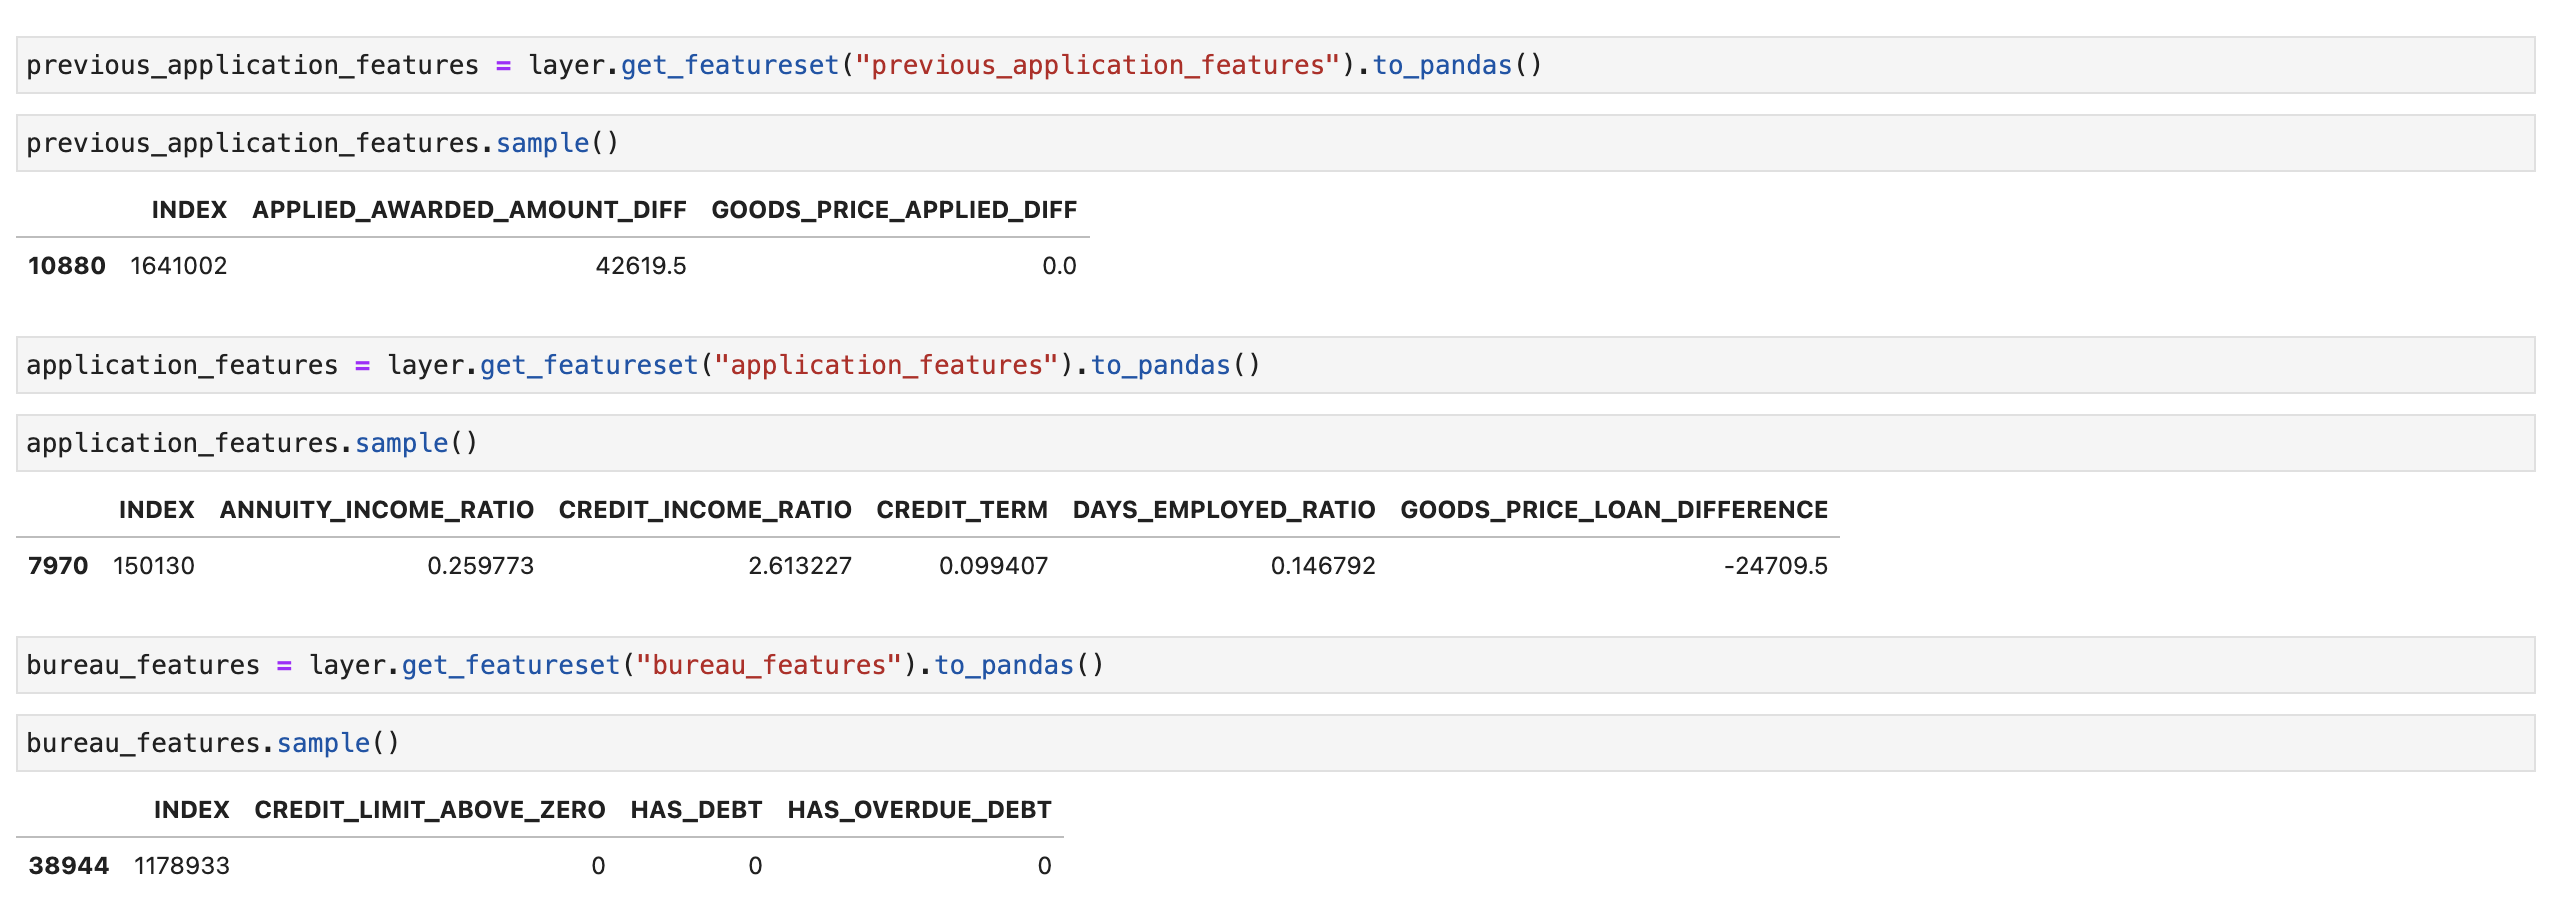 previous_application_features = layer.get_featureset("previous_application_features").to_pandas()
previous_application_features.sample()
INDEX APPLIED_AWARDED_AMOUNT_DIFF GOODS_PRICE_APPLIED_DIFF
10880 1641002 42619.5 0.0
application_features = layer.get_featureset("application_features").to_pandas()
application_features.sample()
INDEX ANNUITY_INCOME_RATIO CREDIT_INCOME_RATIO CREDIT_TERM DAYS_EMPLOYED_RATIO GOODS_PRICE_LOAN_DIFFERENCE
7970 150130 0.259773 2.613227 0.099407 0.146792 -24709.5
bureau_features = layer.get_featureset("bureau_features").to_pandas()
bureau_features.sample()
INDEX CREDIT_LIMIT_ABOVE_ZERO HAS_DEBT HAS_OVERDUE_DEBT
38944 1178933 0 0 0